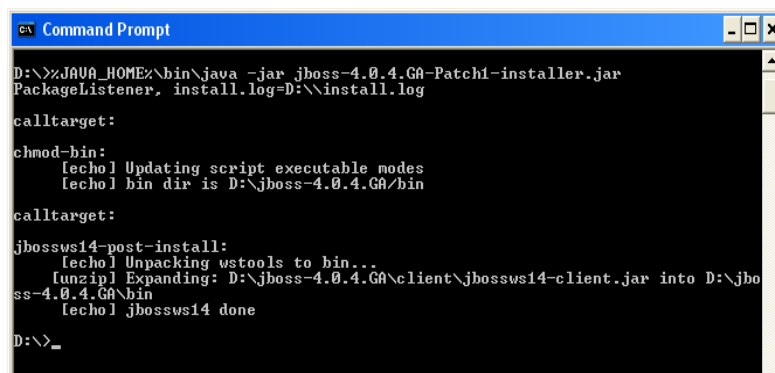 Command Prompt
D:\>%JAVA_HOME%\bin\java -jar jboss-4.0.4.GA-Patch1-installer.jar
PackageListener, install.log=D:\\install.log
calltarget:
chmod-bin:
[echo] Updating script executable modes
[echo] bin dir is D:\jboss-4.0.4.GA/bin
calltarget:
jbossws14-post-install:
[echo] Unpacking wstools to bin...
[unzip] Expanding: D:\jboss-4.0.4.GA\client\jbossws14-client.jar into D:\jbo
ss-4.0.4.GA\bin
[echo] jbossws14 done
D:\>_